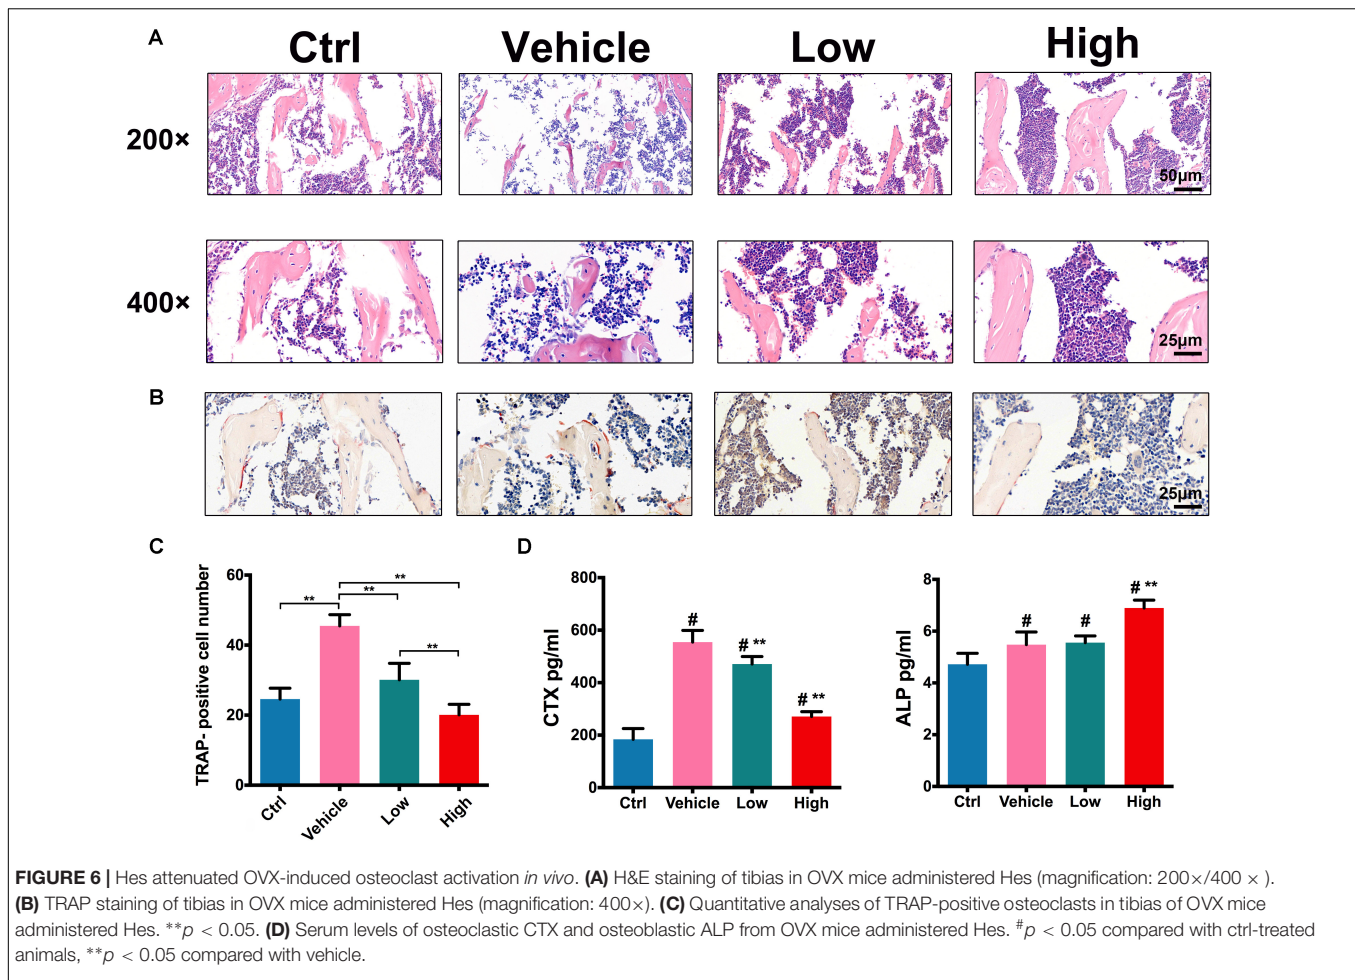 A
Ctrl
Vehicle
Low
High
200×
50µm
400×
25µm
B
25µm
C
D
TRAP- positive cell number
60
40
20
0
**
**
**
**
Ctrl
Vehicle
Low
High
CTX pg/ml
800
600
400
200
0
#
# **
# **
Ctrl
Vehicle
Low
High
ALP pg/ml
8
6
4
2
0
#
#
# **
Ctrl
Vehicle
Low
High
FIGURE 6 | Hes attenuated OVX-induced osteoclast activation in vivo. (A) H&E staining of tibias in OVX mice administered Hes (magnification: 200×/400 × ).
(B) TRAP staining of tibias in OVX mice administered Hes (magnification: 400×). (C) Quantitative analyses of TRAP-positive osteoclasts in tibias of OVX mice
administered Hes. **p < 0.05. (D) Serum levels of osteoclastic CTX and osteoblastic ALP from OVX mice administered Hes. #p < 0.05 compared with ctrl-treated
animals, **p < 0.05 compared with vehicle.